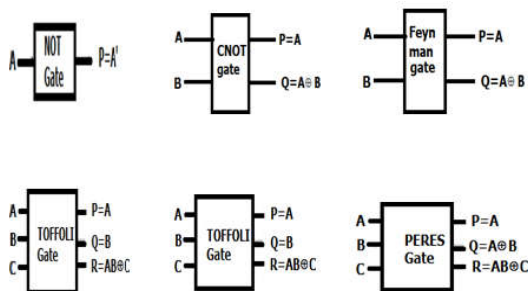 NOT
Gate
A
P=A'
CNOT
gate
A
P=A
B
Q=A⊕B
Feyn
man
gate
A
P=A
B
Q=A⊕B
TOFFOLI
Gate
A
P=A
B
Q=B
C
R=AB⊕C
TOFFOLI
Gate
A
P=A
B
Q=B
C
R=AB⊕C
PERES
Gate
A
P=A
B
Q=A⊕B
C
R=AB⊕C